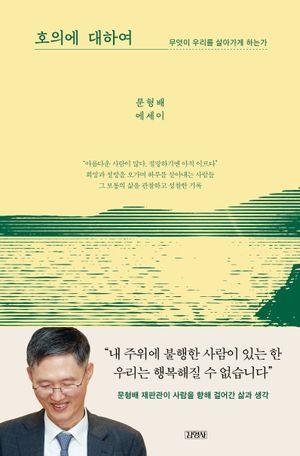 호의에 대하여
무엇이 우리를 살아가게 하는가
문형배
에세이
“아름다운 사람이 많다. 절망하기엔 아직 이르다”
희망과 절망을 오가며 하루를 살아내는 사람들
그 보통의 삶을 관찰하고 성찰한 기록
“내 주위에 불행한 사람이 있는 한
우리는 행복해질 수 없습니다”
문형배 재판관이 사람을 향해 걸어간 삶과 생각
김영사